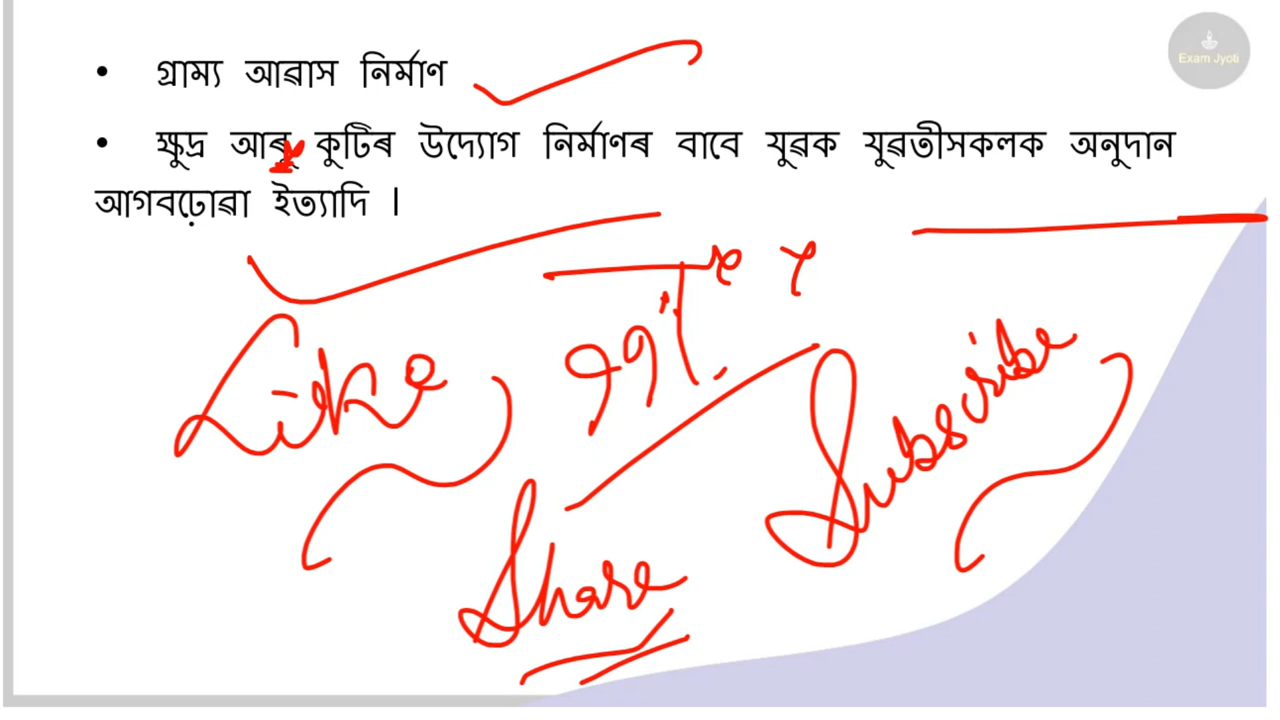 Exam Jyoti
• গ্ৰাম্য আৱাস নিৰ্মাণ
• ক্ষুদ্ৰ আৰু কুটিৰ উদ্যোগ নিৰ্মাণৰ বাবে যুৱক যুৱতীসকলক অনুদান
আগবঢ়োৱা ইত্যাদি ।
Like
Subscribe
Share